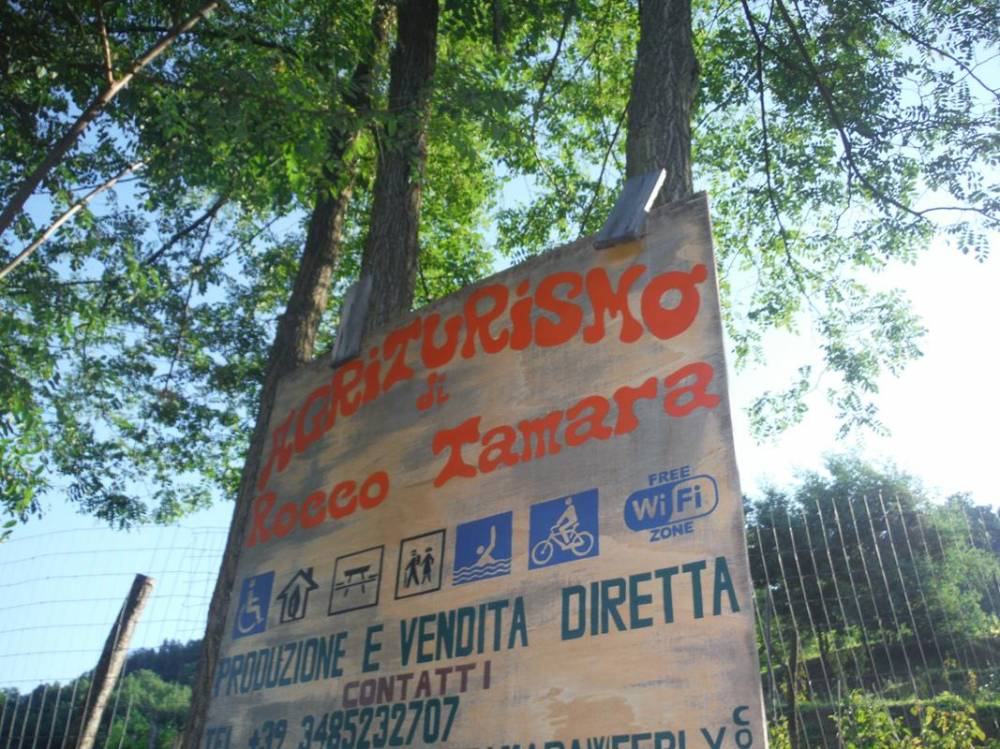 AGRiTURiSMO
di
Rocco Tamara
FREE
WiFi
ZONE
PRODUZIONE E VENDITA DIRETTA
CONTATTI
TEL +39 3485232707